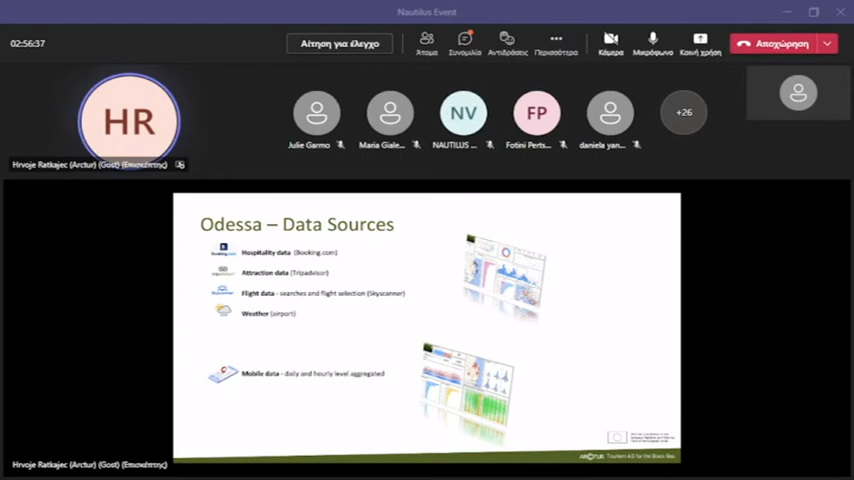 Nautilus Event
02:56:37
Αίτηση για έλεγχο
Άτομα
Συνομιλία
Αντιδράσεις
Περισσότερα
Κάμερα
Μικρόφωνο
Κοινή χρήση
Αποχώρηση
HR
NV
FP
+26
Julie Garmo
Maria Giale...
NAUTILUS ...
Fotini Perts...
daniela yan...
Hrvoje Ratkajec (Arctur) (Gost) (Επισκέπτης)
Odessa – Data Sources
Hospitality data (Booking.com)
Attraction data (Tripadvisor)
Flight data - searches and flight selection (Skyscanner)
Weather (airport)
Mobile data - daily and hourly level aggregated
ARCTUR Tourism 4.0 for the Black Sea
Hrvoje Ratkajec (Arctur) (Gost) (Επισκέπτης)